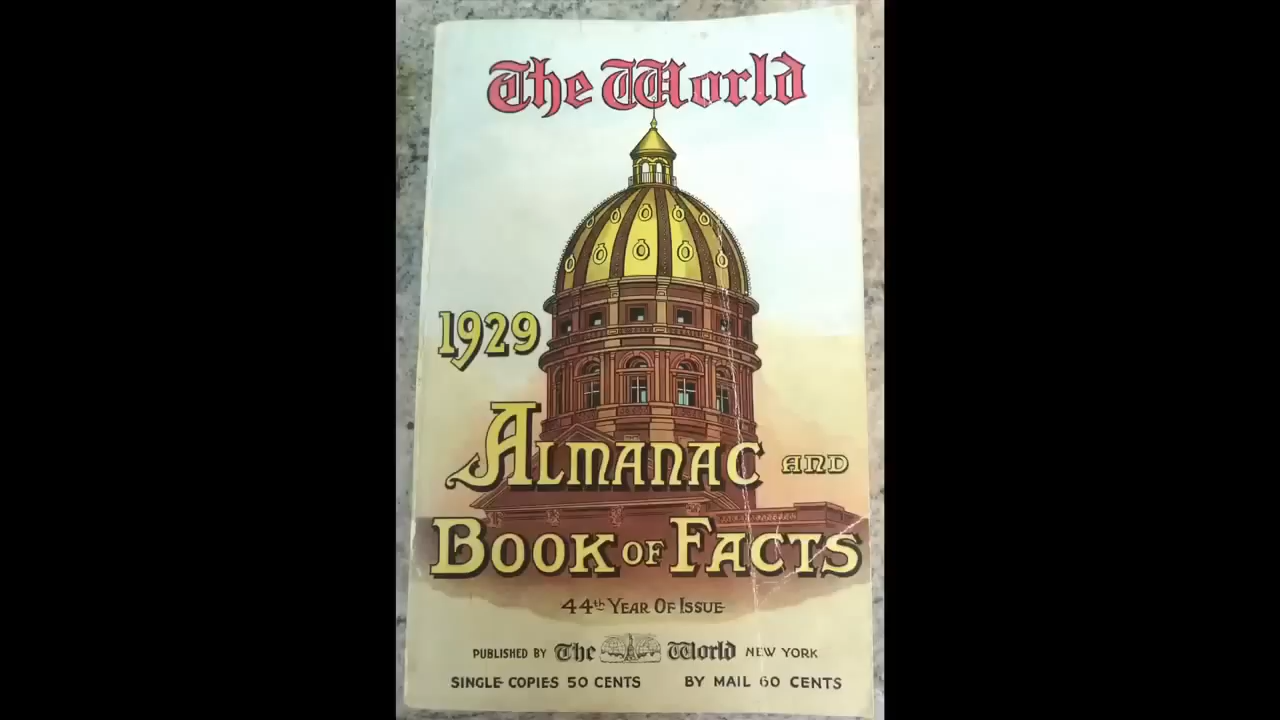 The World
1929
ALMANAC AND
BOOK OF FACTS
44th YEAR OF ISSUE
PUBLISHED BY The World NEW YORK
SINGLE COPIES 50 CENTS BY MAIL 60 CENTS